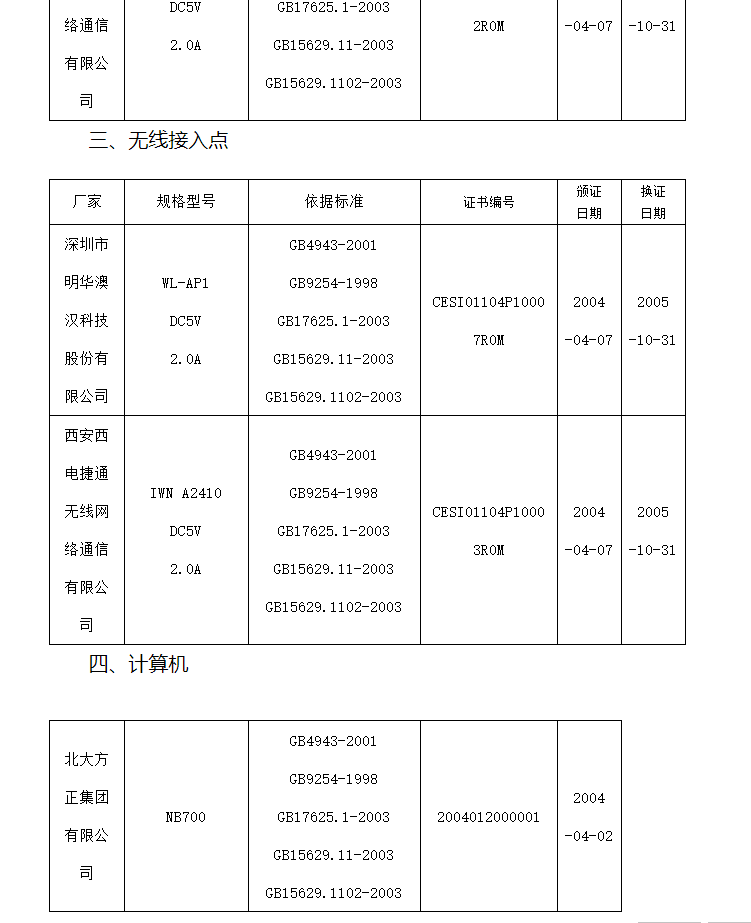 络通信
有限公
司
DC5V
2.0A
GB17625.1-2003
GB15629.11-2003
GB15629.1102-2003
2R0M
-04-07
-10-31
三、无线接入点
厂家
规格型号
依据标准
证书编号
颁证
日期
换证
日期
深圳市
明华澳
汉科技
股份有
限公司
WL-AP1
DC5V
2.0A
GB4943-2001
GB9254-1998
GB17625.1-2003
GB15629.11-2003
GB15629.1102-2003
CESI01104P1000
7R0M
2004
-04-07
2005
-10-31
西安西
电捷通
无线网
络通信
有限公
司
IWN A2410
DC5V
2.0A
GB4943-2001
GB9254-1998
GB17625.1-2003
GB15629.11-2003
GB15629.1102-2003
CESI01104P1000
3R0M
2004
-04-07
2005
-10-31
四、计算机
北大方
正集团
有限公
司
NB700
GB4943-2001
GB9254-1998
GB17625.1-2003
GB15629.11-2003
GB15629.1102-2003
2004012000001
2004
-04-02